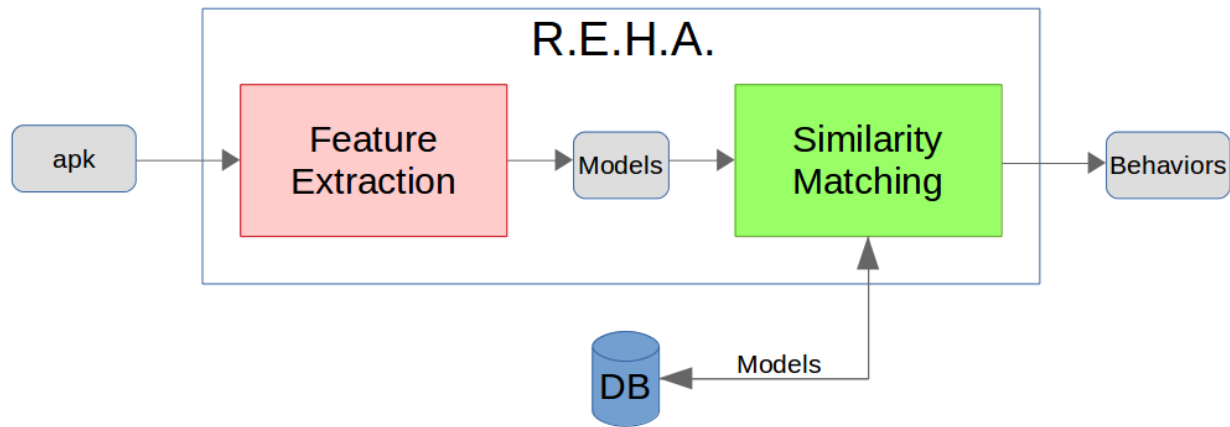 R.E.H.A.
apk
Feature
Extraction
Models
Similarity
Matching
Behaviors
Models
DB